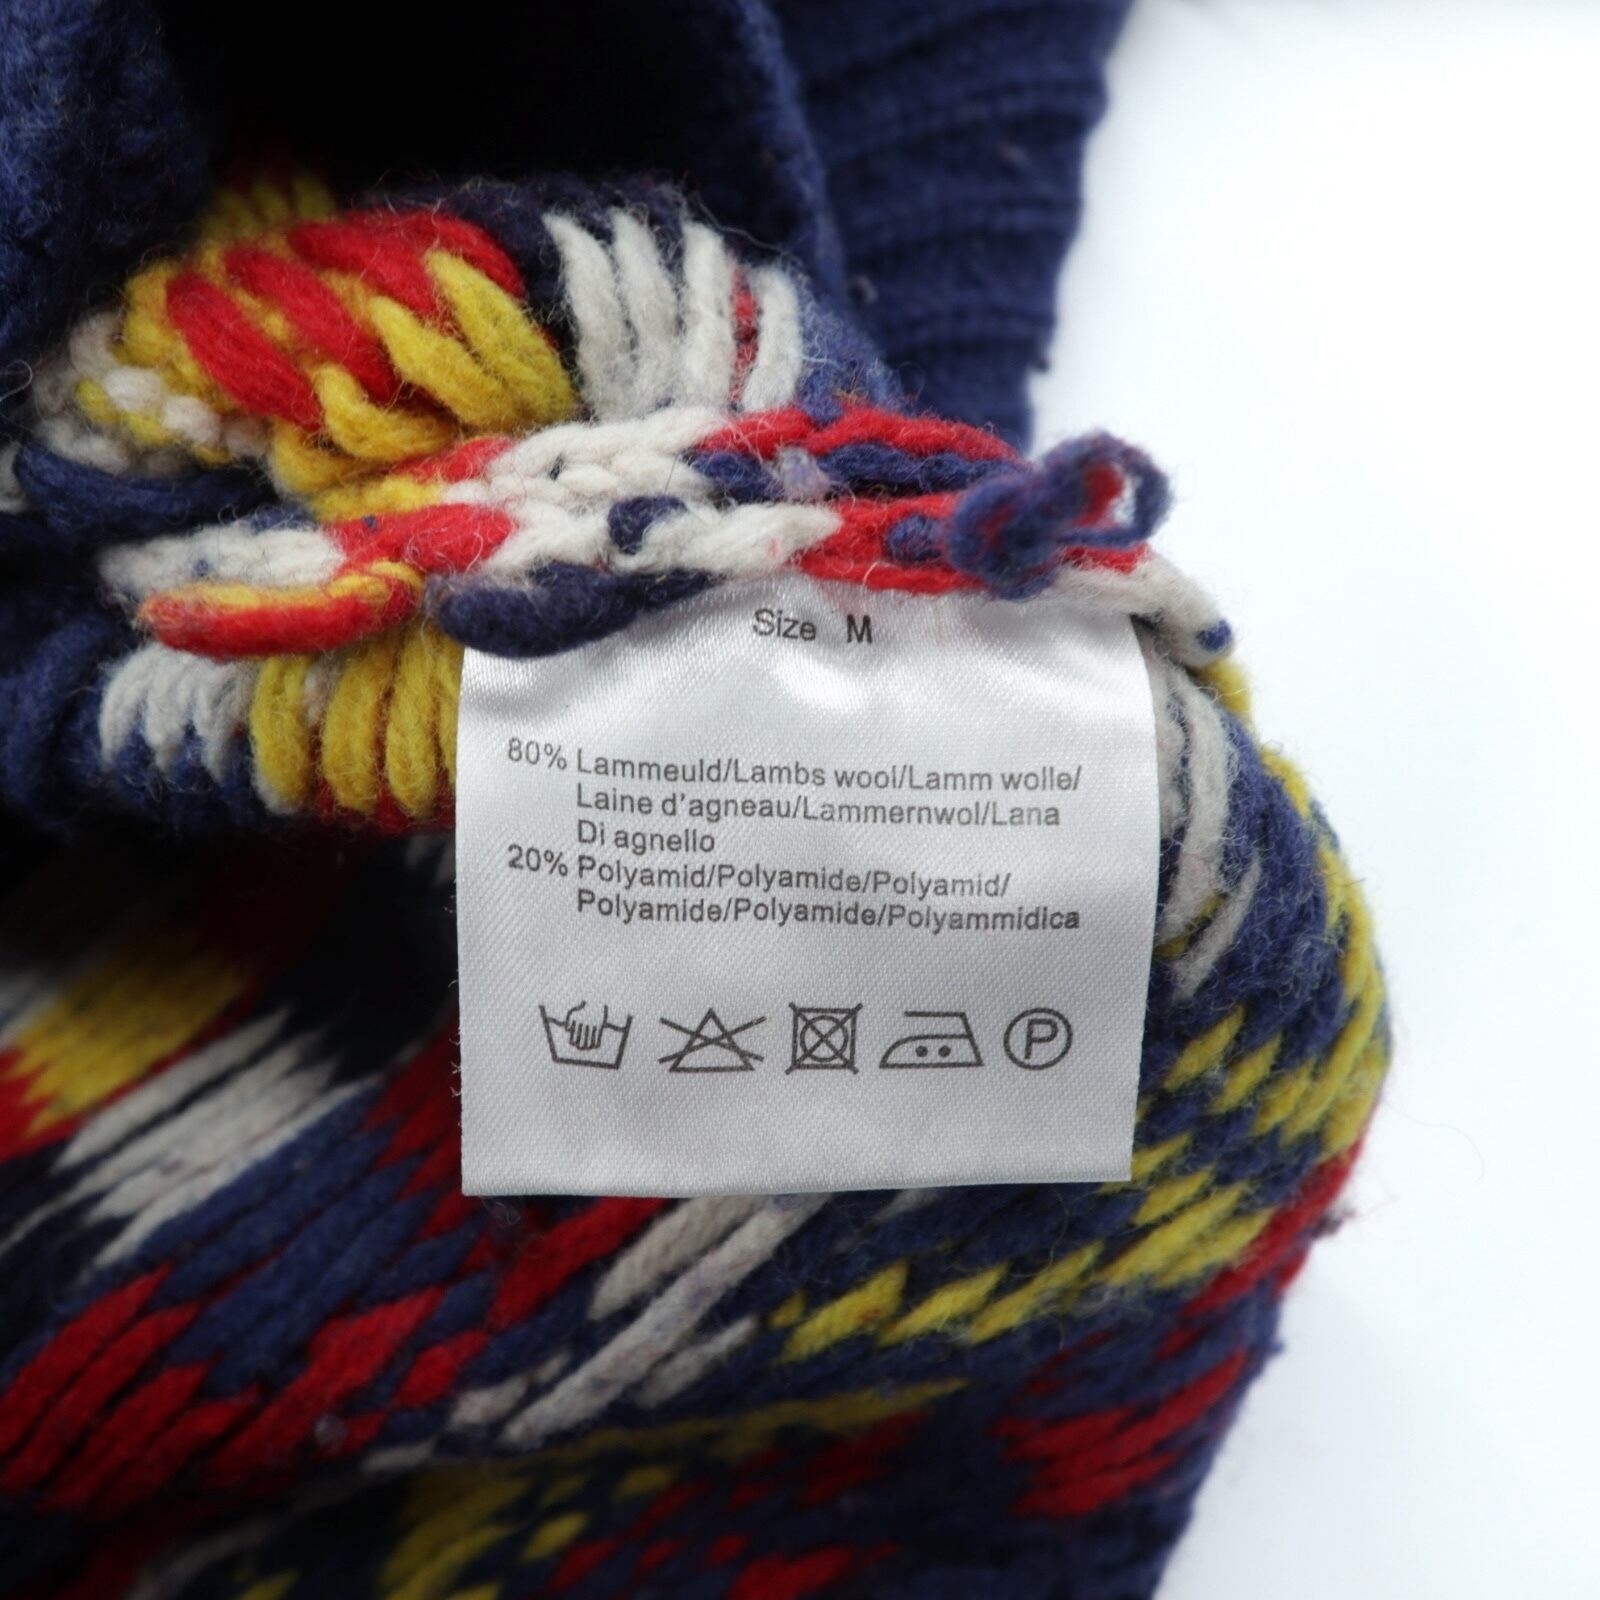 Size M
80% Lammeuld/Lambs wool/Lamm wolle/
Laine d'agneau/Lammernwol/Lana
Di agnello
20% Polyamid/Polyamide/Polyamid/
Polyamide/Polyamide/Polyammidica
P